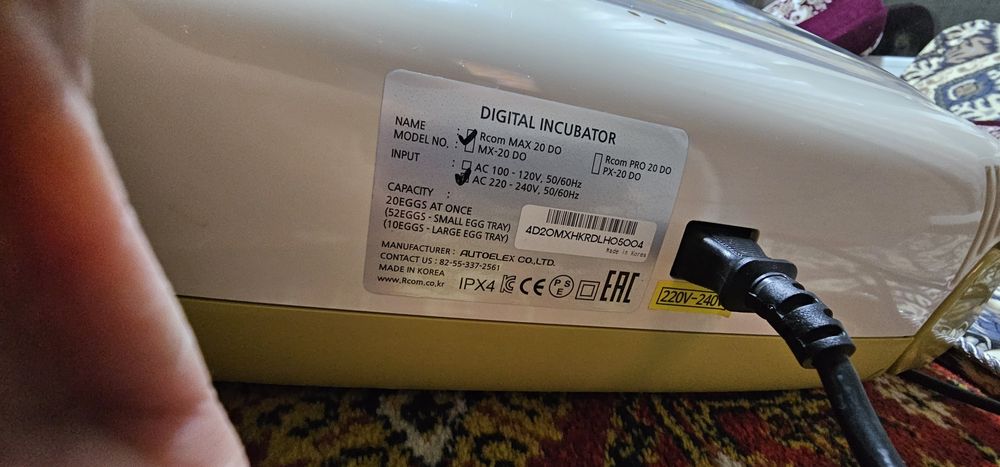 DIGITAL INCUBATOR
NAME : Rcom MAX 20 DO Rcom PRO 20 DO
MODEL NO. MX-20 DO PX-20 DO
INPUT : AC 100 - 120V, 50/60Hz
AC 220 - 240V, 50/60Hz
CAPACITY :
20EGGS AT ONCE
(52EGGS - SMALL EGG TRAY)
(10EGGS - LARGE EGG TRAY)
4D20MXHKRDLH05004
Made in Korea
MANUFACTURER : AUTOELEX CO.,LTD.
CONTACT US : 82-55-337-2561
MADE IN KOREA
www.Rcom.co.kr IPX4 CE PSE EAC
220V-240V